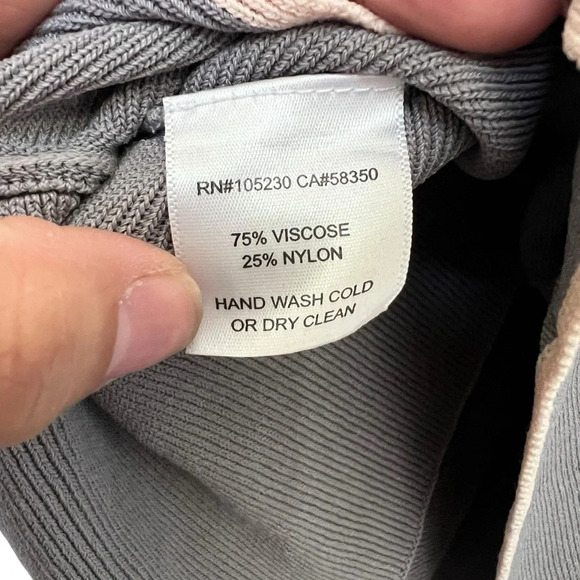 RN#105230 CA#58350
75% VISCOSE
25% NYLON
HAND WASH COLD
OR DRY CLEAN